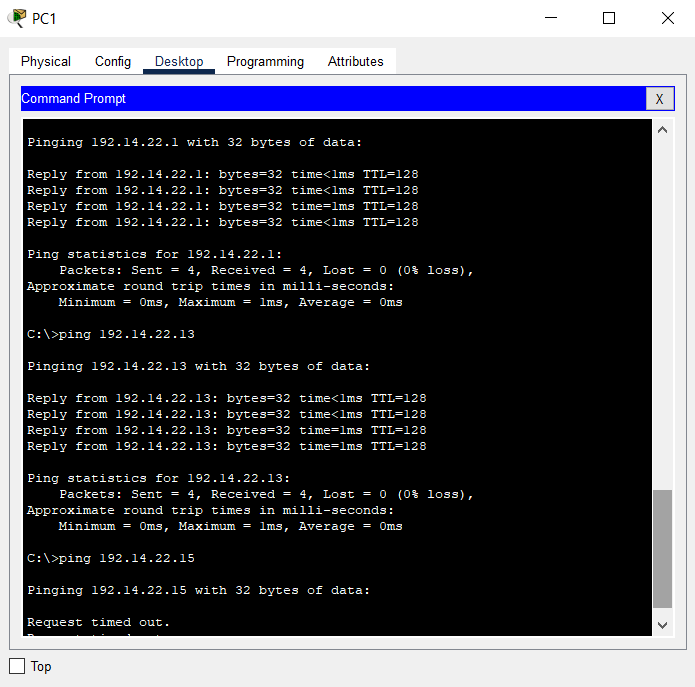 PC1
Physical Config Desktop Programming Attributes
Command Prompt X
Pinging 192.14.22.1 with 32 bytes of data:
Reply from 192.14.22.1: bytes=32 time<1ms TTL=128
Reply from 192.14.22.1: bytes=32 time<1ms TTL=128
Reply from 192.14.22.1: bytes=32 time=1ms TTL=128
Reply from 192.14.22.1: bytes=32 time<1ms TTL=128
Ping statistics for 192.14.22.1:
Packets: Sent = 4, Received = 4, Lost = 0 (0% loss),
Approximate round trip times in milli-seconds:
Minimum = 0ms, Maximum = 1ms, Average = 0ms
C:\>ping 192.14.22.13
Pinging 192.14.22.13 with 32 bytes of data:
Reply from 192.14.22.13: bytes=32 time<1ms TTL=128
Reply from 192.14.22.13: bytes=32 time<1ms TTL=128
Reply from 192.14.22.13: bytes=32 time=1ms TTL=128
Reply from 192.14.22.13: bytes=32 time=1ms TTL=128
Ping statistics for 192.14.22.13:
Packets: Sent = 4, Received = 4, Lost = 0 (0% loss),
Approximate round trip times in milli-seconds:
Minimum = 0ms, Maximum = 1ms, Average = 0ms
C:\>ping 192.14.22.15
Pinging 192.14.22.15 with 32 bytes of data:
Request timed out.
Top